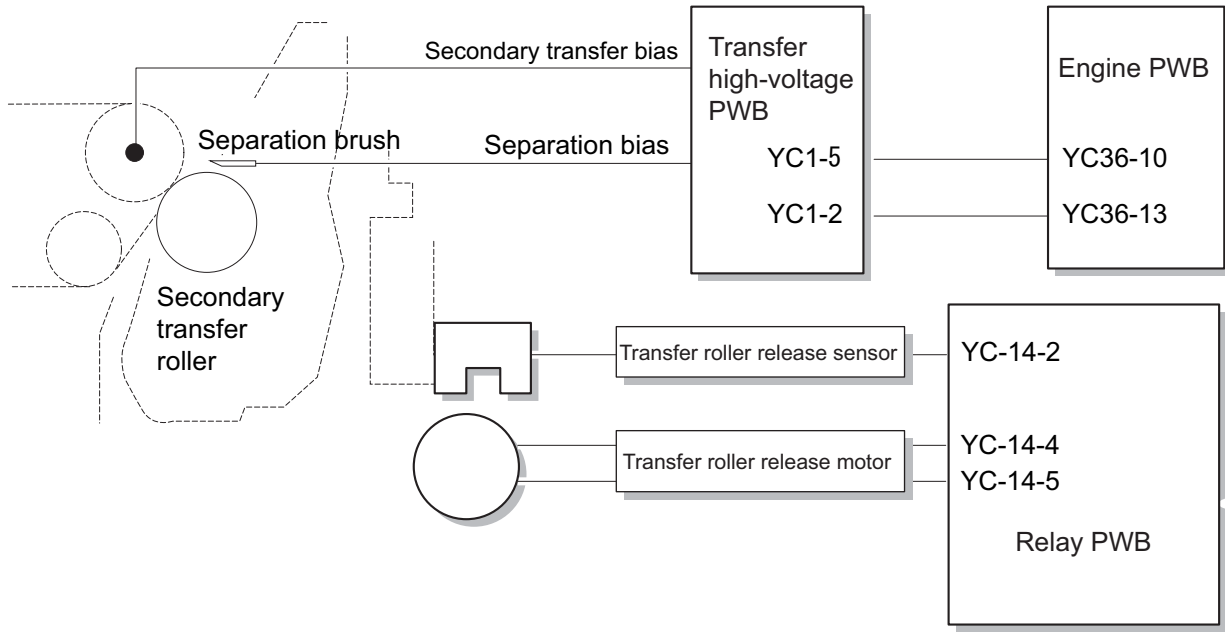 Secondary transfer bias
Transfer
high-voltage
PWB
Engine PWB
Separation brush
Separation bias
YC1-5
YC36-10
YC1-2
YC36-13
Secondary
transfer
roller
Transfer roller release sensor
YC-14-2
Transfer roller release motor
YC-14-4
YC-14-5
Relay PWB